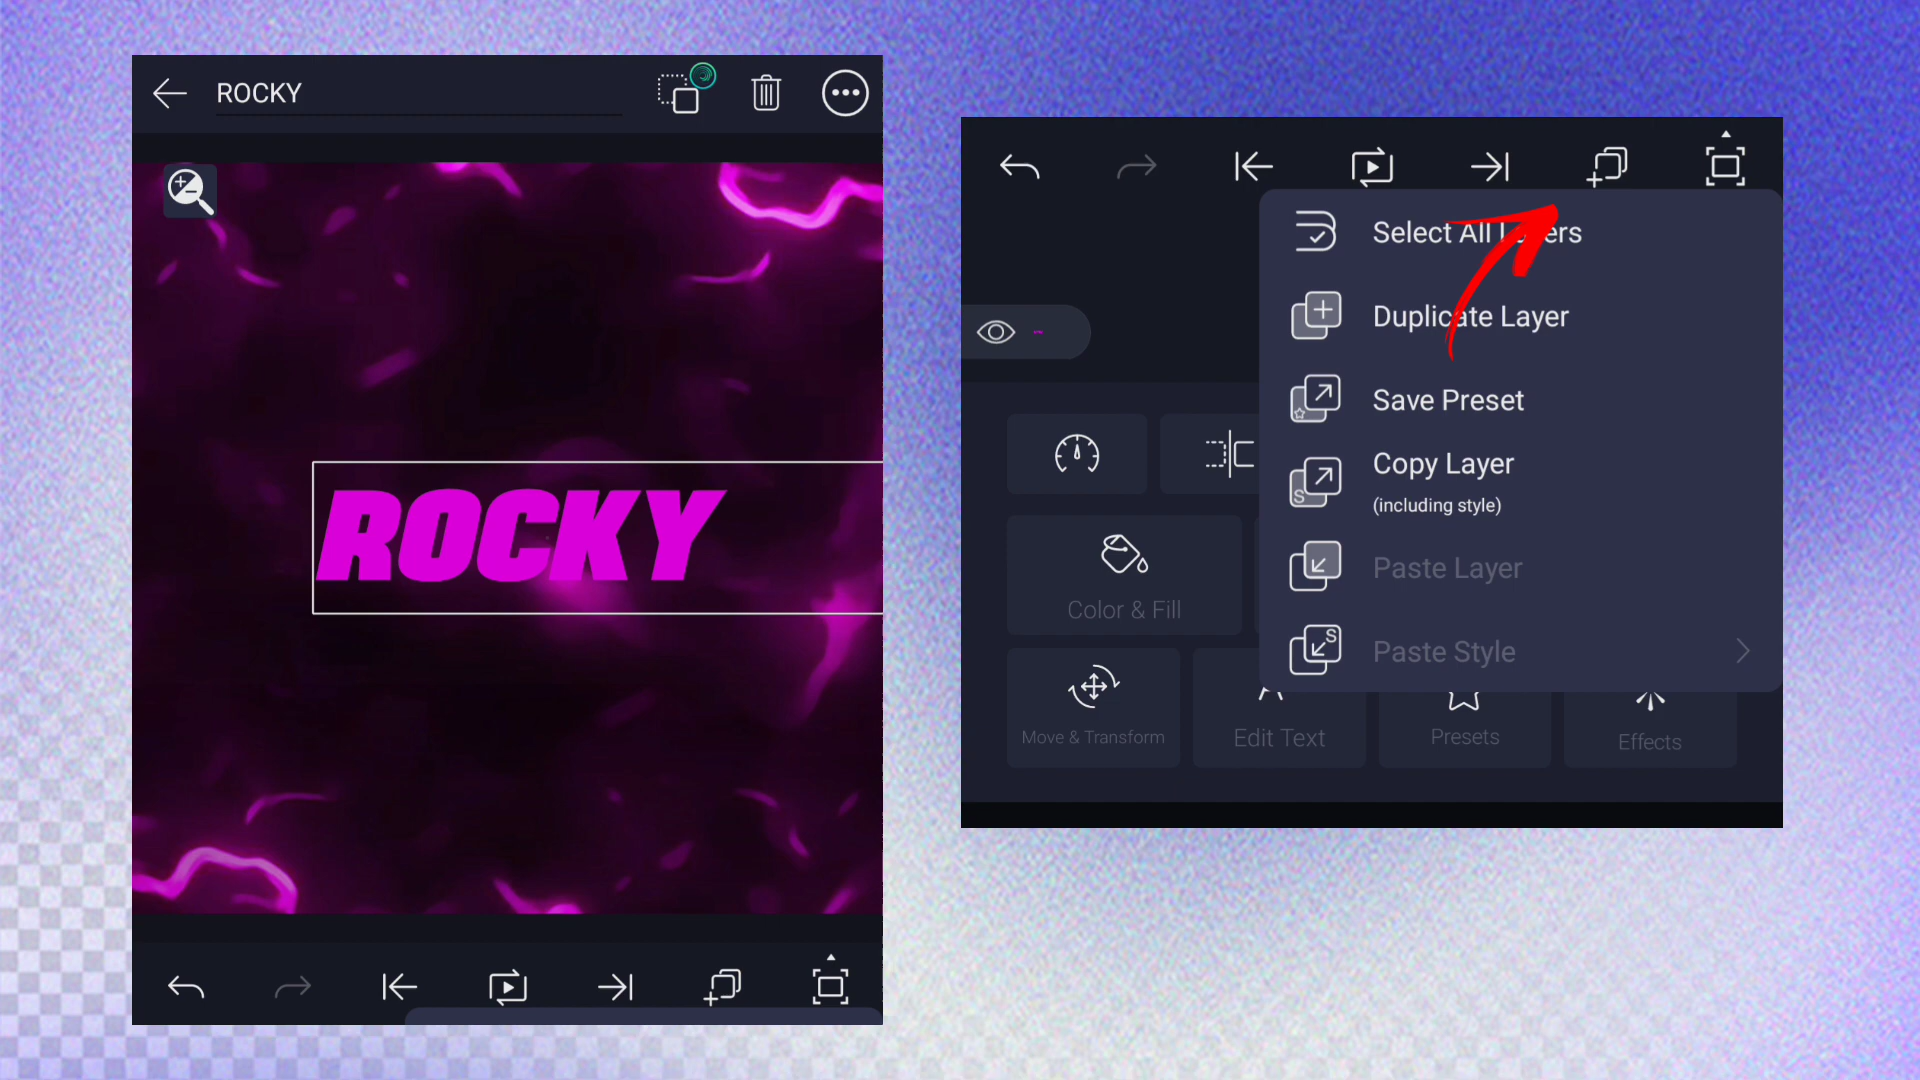 ROCKY
ROCKY
Select All Layers
Duplicate Layer
Save Preset
Copy Layer
(including style)
Paste Layer
Paste Style
Color & Fill
Move & Transform
Edit Text
Presets
Effects